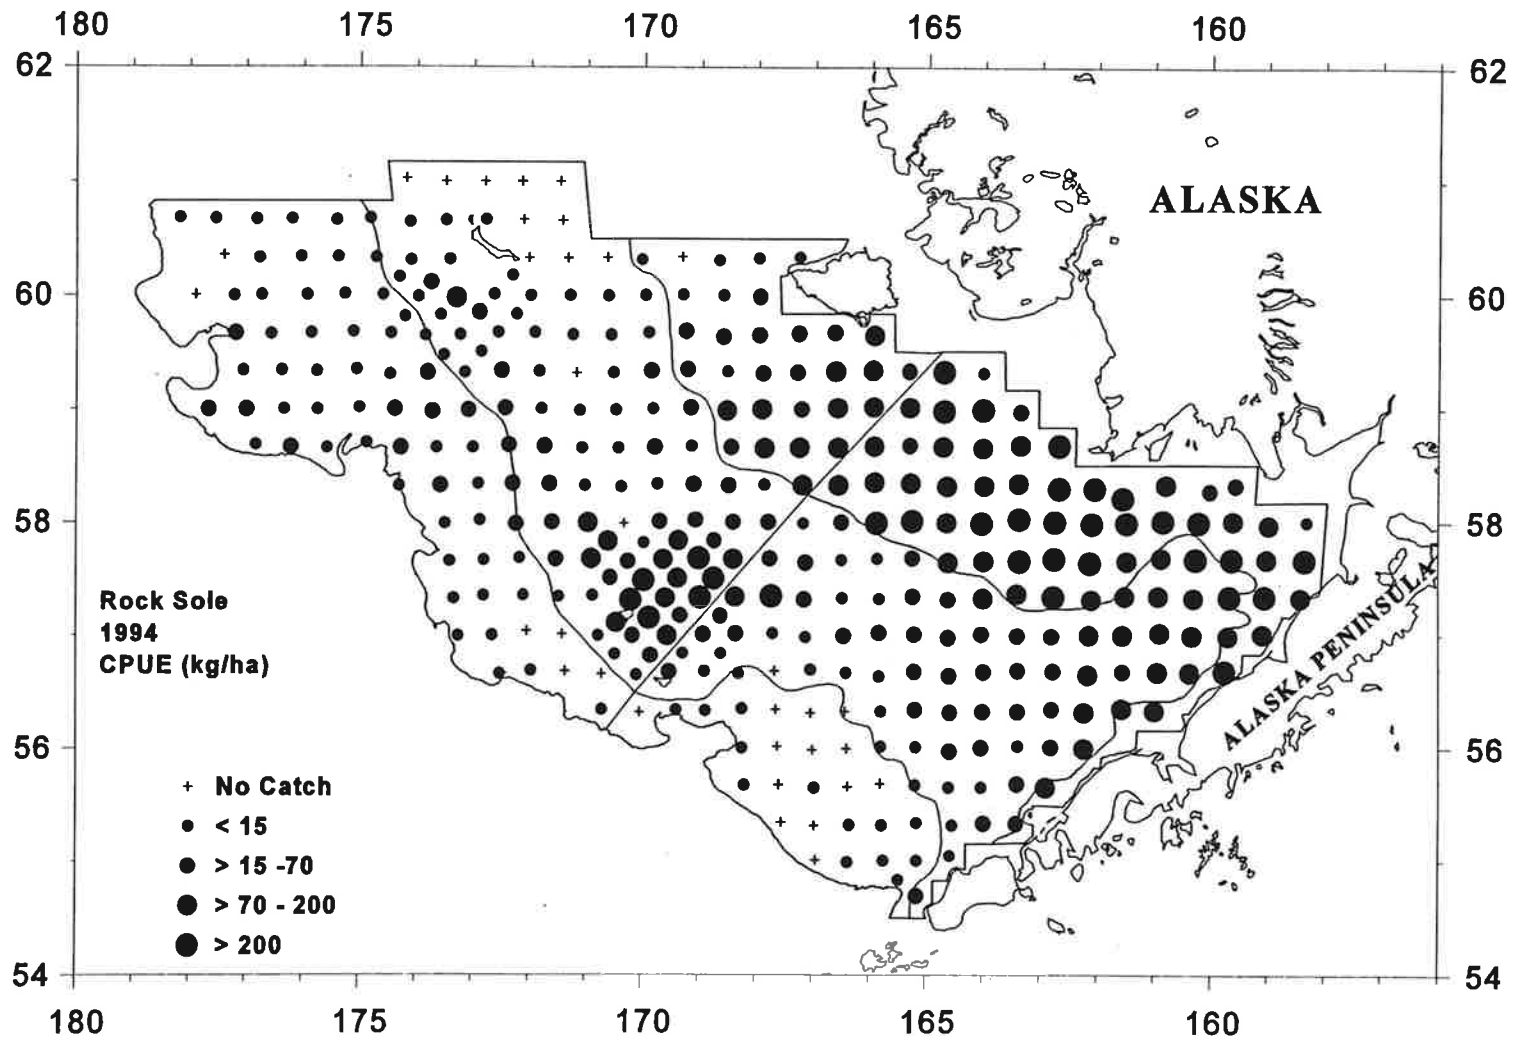 180 175 170 165 160
62 62
ALASKA
60 60
58 58
Rock Sole
1994
CPUE (kg/ha)
ALASKA PENINSULA
56 56
+ No Catch
< 15
> 15 -70
> 70 - 200
> 200
54 54
180 175 170 165 160